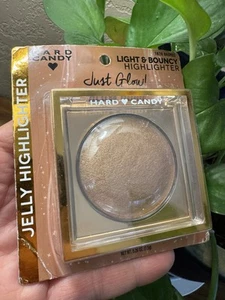 HARD
CANDY
LIGHT & BOUNCY
HIGHLIGHTER
Just Glow!
HARD CANDY
JELLY HIGHLIGHTER